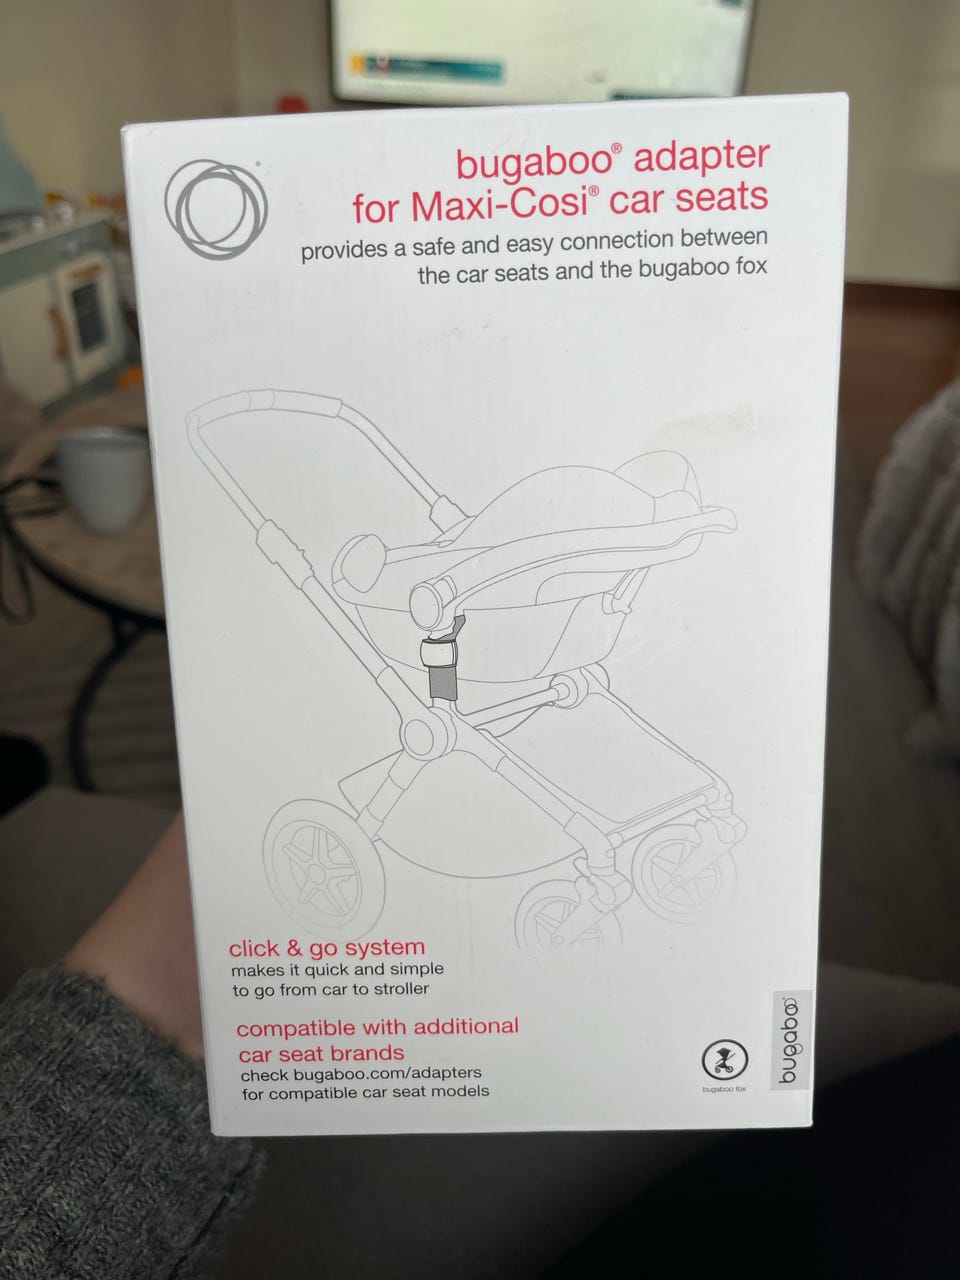 bugaboo® adapter
for Maxi-Cosi® car seats
provides a safe and easy connection between
the car seats and the bugaboo fox
click & go system
makes it quick and simple
to go from car to stroller
compatible with additional
car seat brands
check bugaboo.com/adapters
for compatible car seat models
bugaboo fox
bugaboo